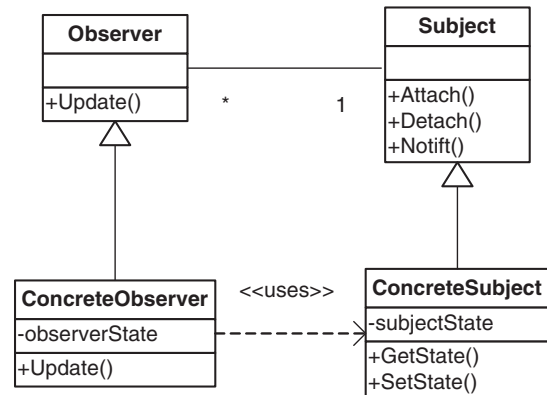 Observer
+Update()
Subject
+Attach()
+Detach()
+Notift()
*
1
ConcreteObserver
-observerState
+Update()
<<uses>>
ConcreteSubject
-subjectState
+GetState()
+SetState()